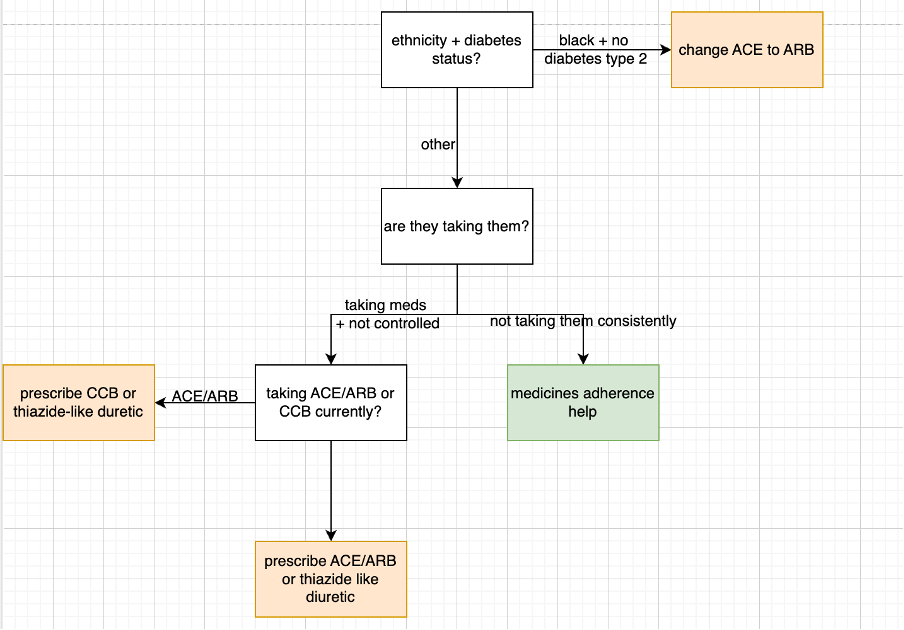 ethnicity + diabetes
status?
black + no
diabetes type 2
change ACE to ARB
other
are they taking them?
taking meds
+ not controlled
not taking them consistently
prescribe CCB or
thiazide-like duretic
ACE/ARB
taking ACE/ARB or
CCB currently?
medicines adherence
help
prescribe ACE/ARB
or thiazide like
diuretic